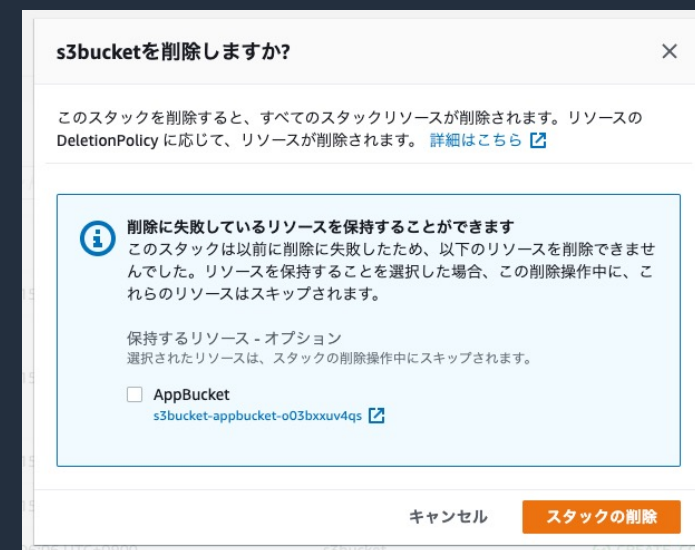 s3bucketを削除しますか?
このスタックを削除すると、すべてのスタックリソースが削除されます。リソースの
DeletionPolicy に応じて、リソースが削除されます。 詳細はこちら
削除に失敗しているリソースを保持することができます
このスタックは以前に削除に失敗したため、以下のリソースを削除できませ
んでした。リソースを保持することを選択した場合、この削除操作中に、こ
れらのリソースはスキップされます。
保持するリソース - オプション
選択されたリソースは、スタックの削除操作中にスキップされます。
AppBucket
s3bucket-appbucket-o03bxxuv4qs
キャンセル
スタックの削除